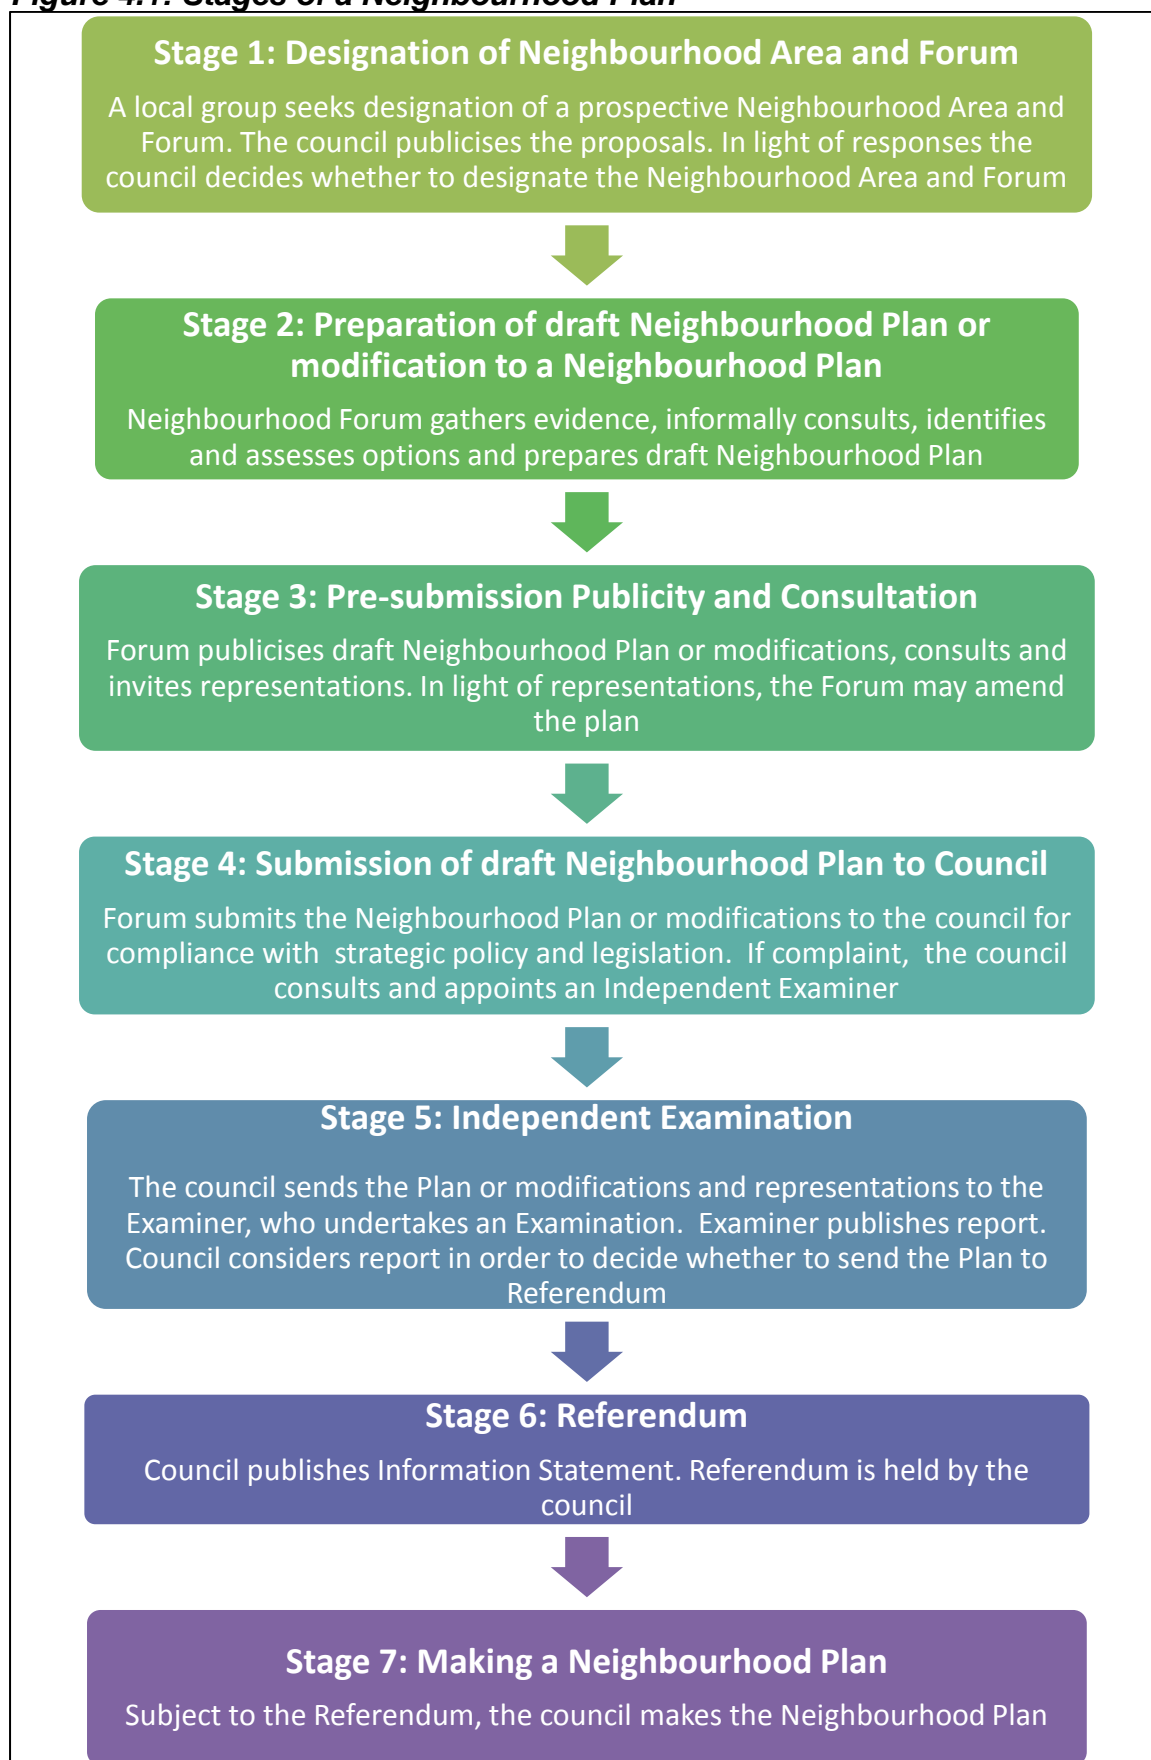 Figure 4.1: Stages of a Neighbourhood Plan
Stage 1: Designation of Neighbourhood Area and Forum
A local group seeks designation of a prospective Neighbourhood Area and
Forum. The council publicises the proposals. In light of responses the
council decides whether to designate the Neighbourhood Area and Forum
Stage 2: Preparation of draft Neighbourhood Plan or
modification to a Neighbourhood Plan
Neighbourhood Forum gathers evidence, informally consults, identifies
and assesses options and prepares draft Neighbourhood Plan
Stage 3: Pre-submission Publicity and Consultation
Forum publicises draft Neighbourhood Plan or modifications, consults and
invites representations. In light of representations, the Forum may amend
the plan
Stage 4: Submission of draft Neighbourhood Plan to Council
Forum submits the Neighbourhood Plan or modifications to the council for
compliance with  strategic policy and legislation.  If complaint,  the council
consults and appoints an Independent Examiner
Stage 5: Independent Examination
The council sends the Plan or modifications and representations to the
Examiner, who undertakes an Examination.  Examiner publishes report.
Council considers report in order to decide whether to send the Plan to
Referendum
Stage 6: Referendum
Council publishes Information Statement. Referendum is held by the
council
Stage 7: Making a Neighbourhood Plan
Subject to the Referendum, the council makes the Neighbourhood Plan